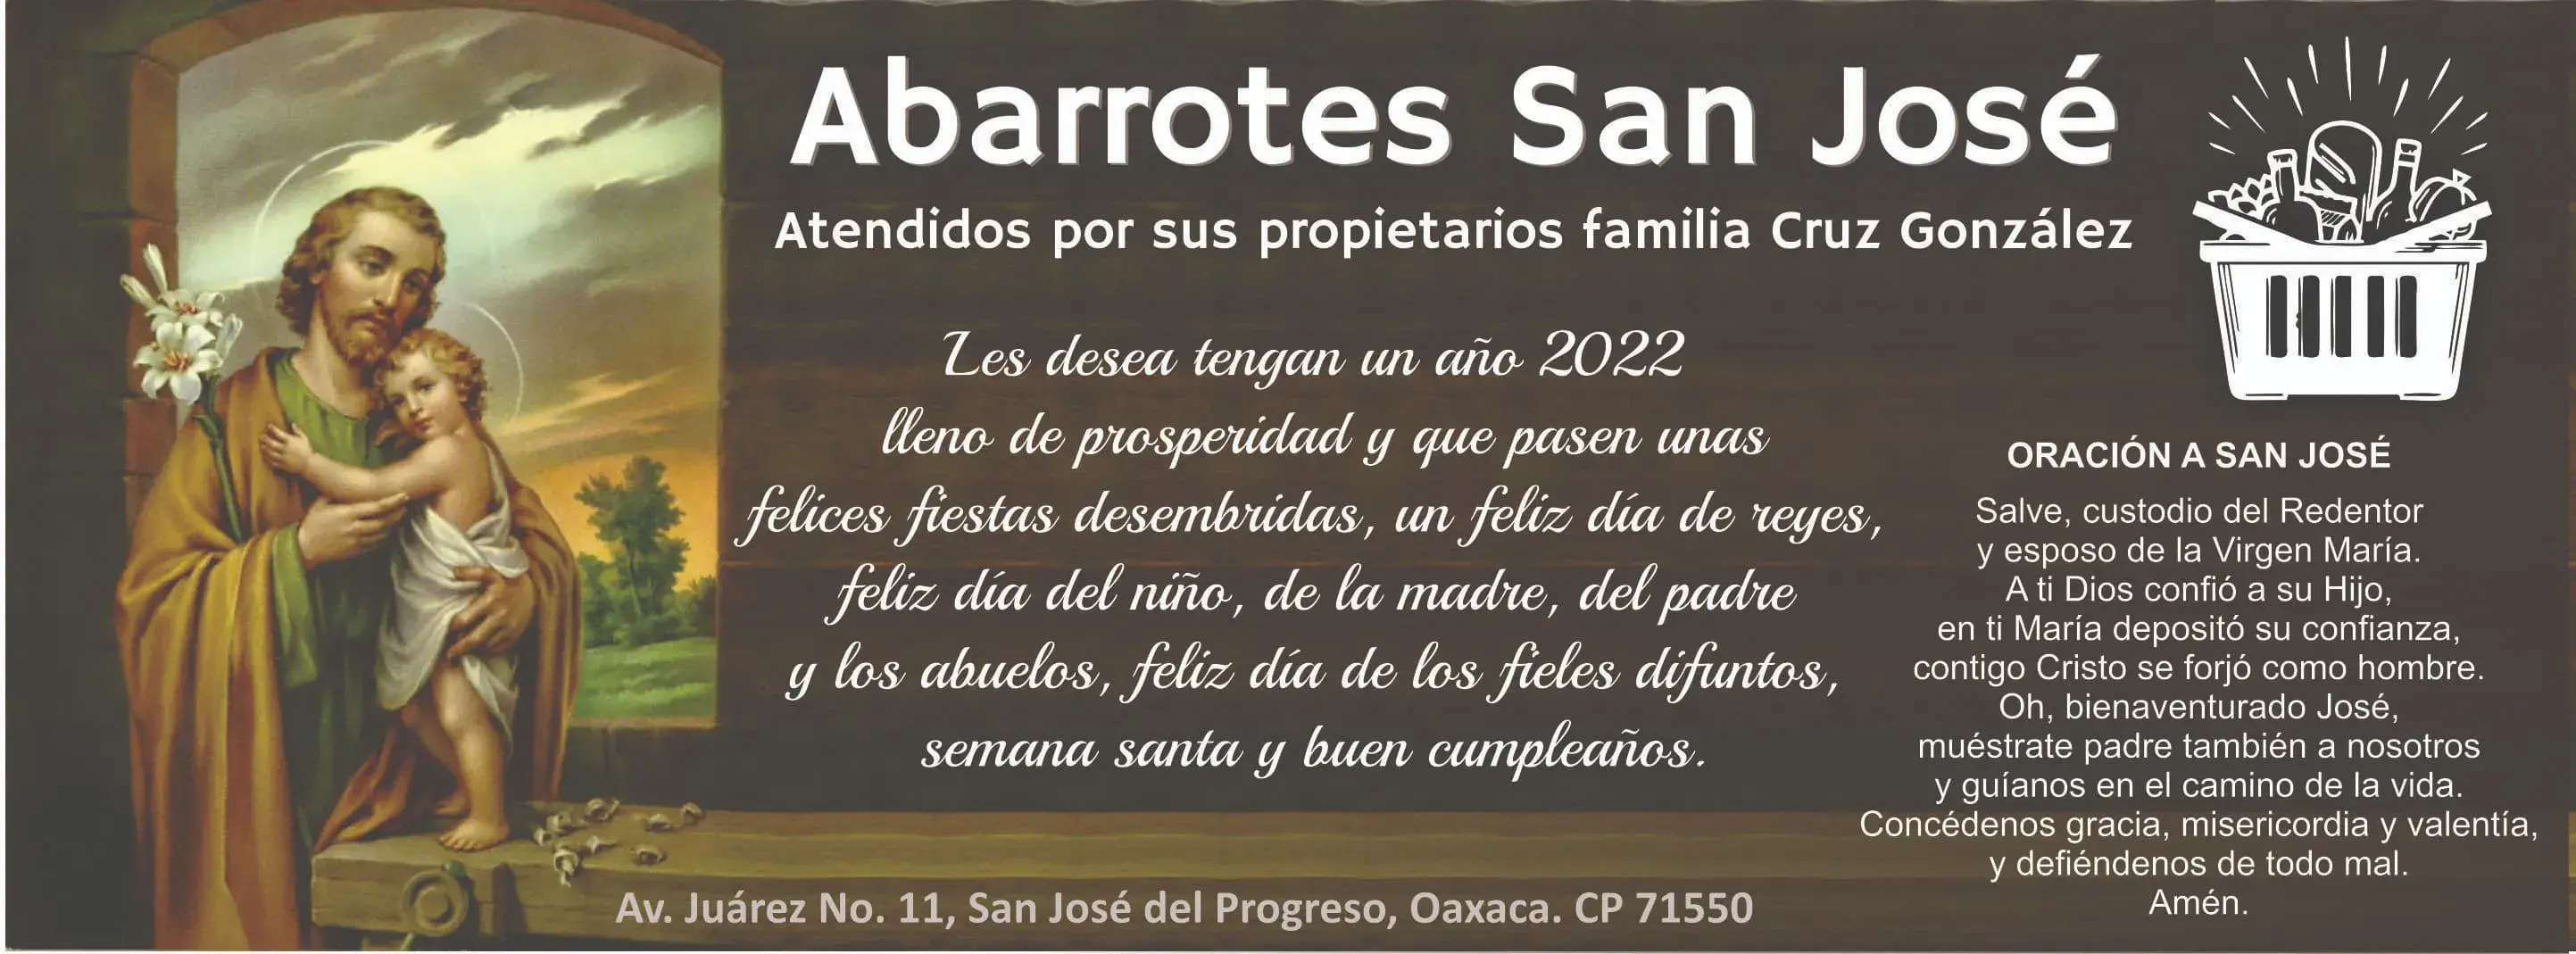 Abarrotes San José
Atendidos por sus propietarios familia Cruz González
Les desea tengan un año 2022
lleno de prosperidad y que pasen unas
felices fiestas desembridas, un feliz día de reyes,
feliz día del niño, de la madre, del padre
y los abuelos, feliz día de los fieles difuntos,
semana santa y buen cumpleaños.
ORACIÓN A SAN JOSÉ
Salve, custodio del Redentor
y esposo de la Virgen María.
A ti Dios confió a su Hijo,
en ti María depositó su confianza,
contigo Cristo se forjó como hombre.
Oh, bienaventurado José,
muéstrate padre también a nosotros
y guíanos en el camino de la vida.
Concédenos gracia, misericordia y valentía,
y defiéndenos de todo mal.
Amén.
Av. Juárez No. 11, San José del Progreso, Oaxaca. CP 71550